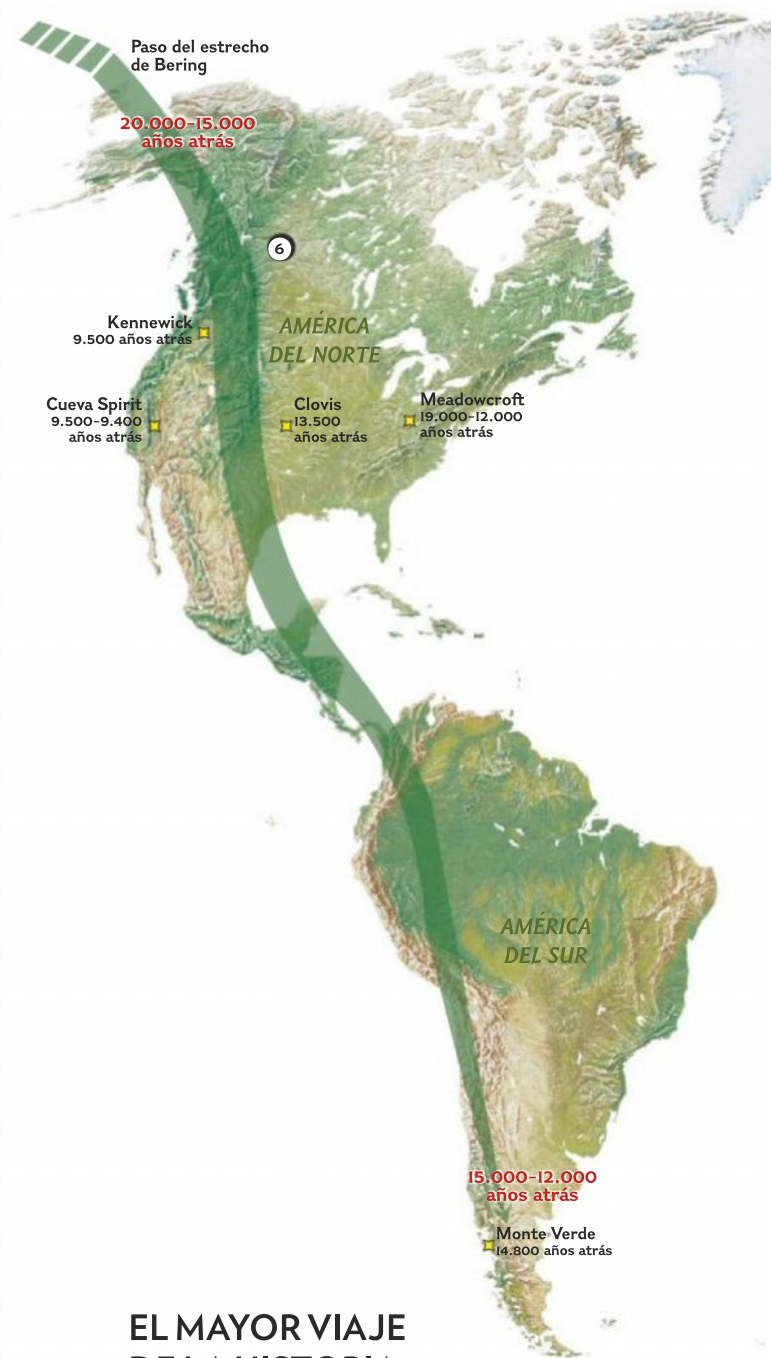 Paso del estrecho
de Bering
20.000-15.000
años atrás
6
Kennewick
9.500 años atrás
AMÉRICA
DEL NORTE
Cueva Spirit
9.500-9.400
años atrás
Clovis
13.500
años atrás
Meadowcroft
19.000-12.000
años atrás
AMÉRICA
DEL SUR
15.000-12.000
años atrás
Monte Verde
14.800 años atrás
EL MAYOR VIAJE
DE LA HISTORIA